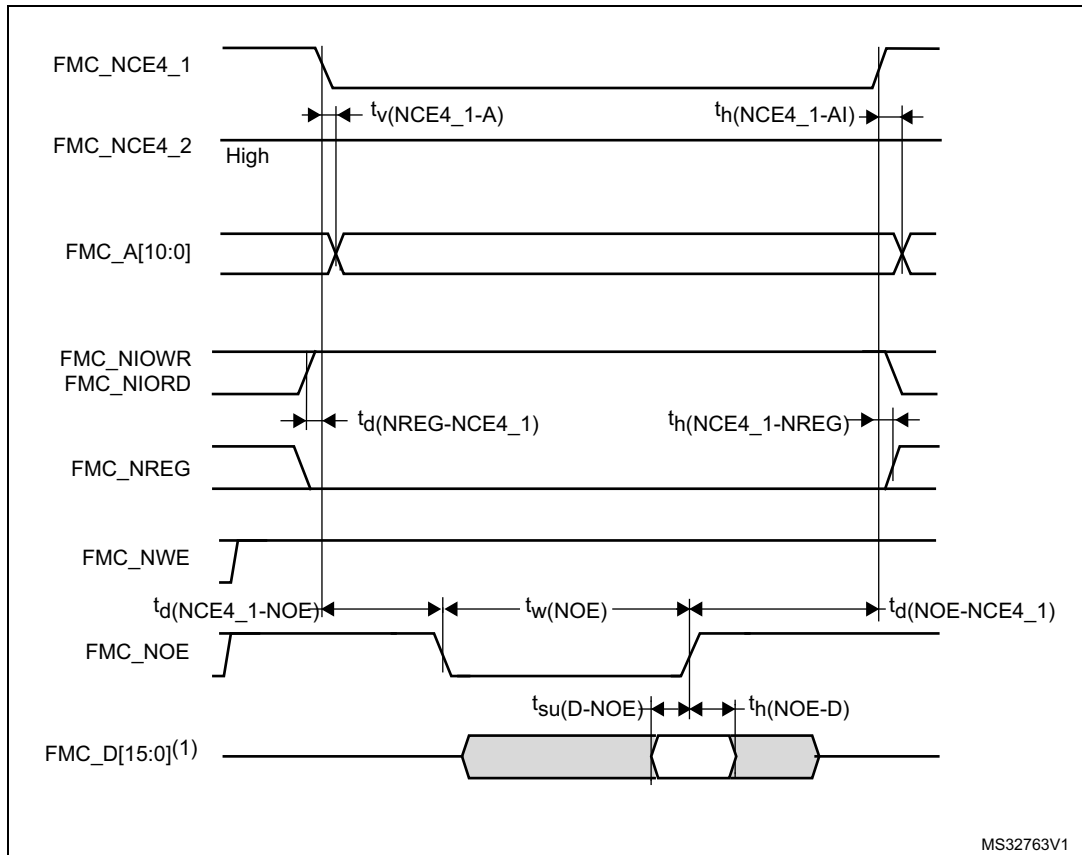 FMC_NCE4_1
tv(NCE4_1-A)
th(NCE4_1-AI)
FMC_NCE4_2
High
FMC_A[10:0]
FMC_NIOWR
FMC_NIORD
td(NREG-NCE4_1)
th(NCE4_1-NREG)
FMC_NREG
FMC_NWE
td(NCE4_1-NOE)
tw(NOE)
td(NOE-NCE4_1)
FMC_NOE
tsu(D-NOE)
th(NOE-D)
FMC_D[15:0](1)
MS32763V1